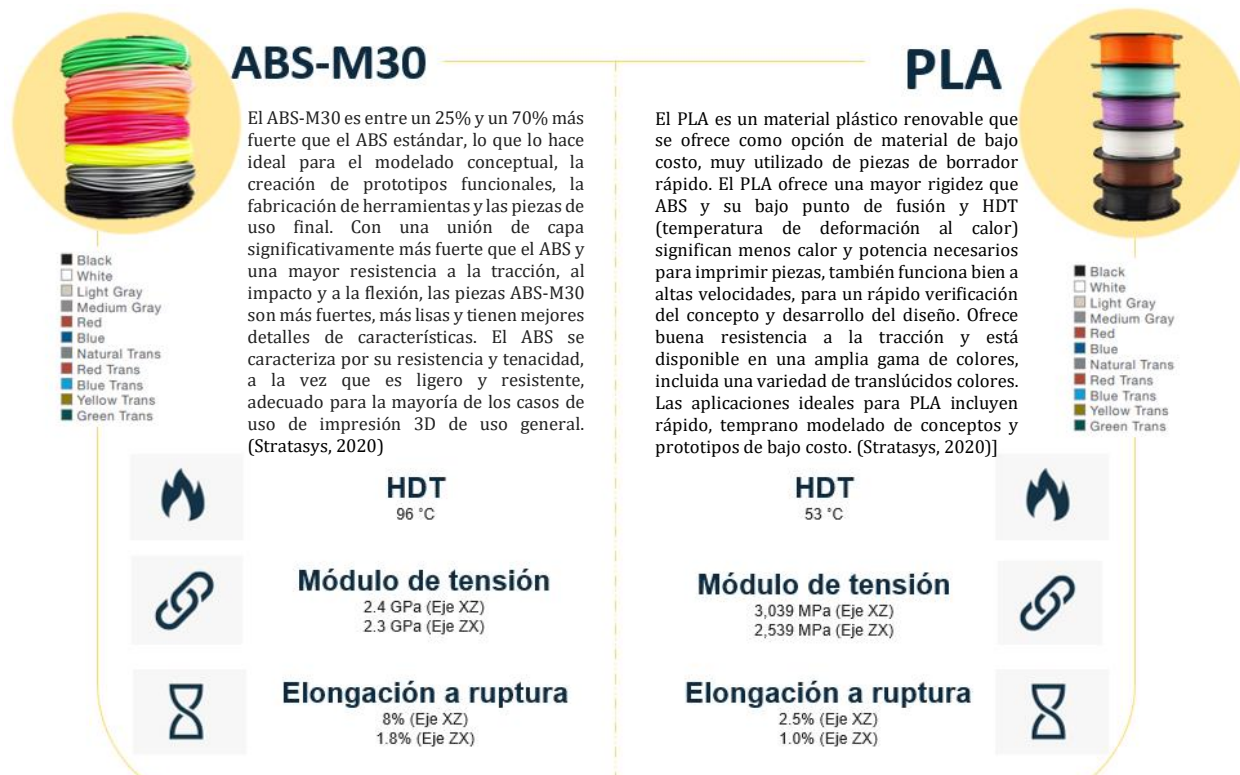 ABS-M30
El ABS-M30 es entre un 25% y un 70% más
fuerte que el ABS estándar, lo que lo hace
ideal para el modelado conceptual, la
creación de prototipos funcionales, la
fabricación de herramientas y las piezas de
uso final. Con una unión de capa
significativamente más fuerte que el ABS y
una mayor resistencia a la tracción, al
impacto y a la flexión, las piezas ABS-M30
son más fuertes, más lisas y tienen mejores
detalles de características. El ABS se
caracteriza por su resistencia y tenacidad,
a la vez que es ligero y resistente,
adecuado para la mayoría de los casos de
uso de impresión 3D de uso general.
(Stratasys, 2020)
Black
White
Light Gray
Medium Gray
Red
Blue
Natural Trans
Red Trans
Blue Trans
Yellow Trans
Green Trans
HDT
96 °C
Módulo de tensión
2.4 GPa (Eje XZ)
2.3 GPa (Eje ZX)
Elongación a ruptura
8% (Eje XZ)
1.8% (Eje ZX)
PLA
El PLA es un material plástico renovable que
se ofrece como opción de material de bajo
costo, muy utilizado de piezas de borrador
rápido. El PLA ofrece una mayor rigidez que
ABS y su bajo punto de fusión y HDT
(temperatura de deformación al calor)
significan menos calor y potencia necesarios
para imprimir piezas, también funciona bien a
altas velocidades, para un rápido verificación
del concepto y desarrollo del diseño. Ofrece
buena resistencia a la tracción y está
disponible en una amplia gama de colores,
incluida una variedad de translúcidos colores.
Las aplicaciones ideales para PLA incluyen
rápido, temprano modelado de conceptos y
prototipos de bajo costo. (Stratasys, 2020)]
Black
White
Light Gray
Medium Gray
Red
Blue
Natural Trans
Red Trans
Blue Trans
Yellow Trans
Green Trans
HDT
53 °C
Módulo de tensión
3,039 MPa (Eje XZ)
2,539 MPa (Eje ZX)
Elongación a ruptura
2.5% (Eje XZ)
1.0% (Eje ZX)